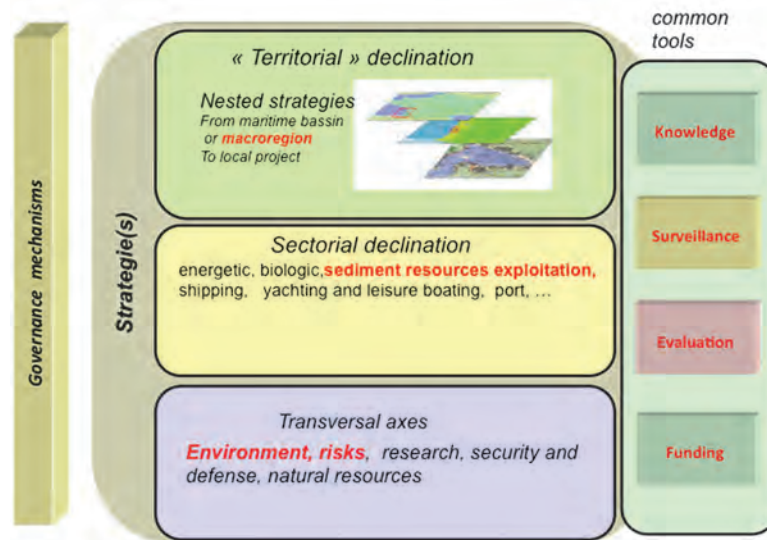 common
tools
« Territorial » declination
Nested strategies
From maritime bassin
or macroregion
To local project
Knowledge
Governance mechanisms
Strategie(s)
Surveillance
Sectorial declination
energetic, biologic,sediment resources exploitation,
shipping, yachting and leisure boating, port, ...
Evaluation
Transversal axes
Environment, risks, research, security and
defense, natural resources
Funding